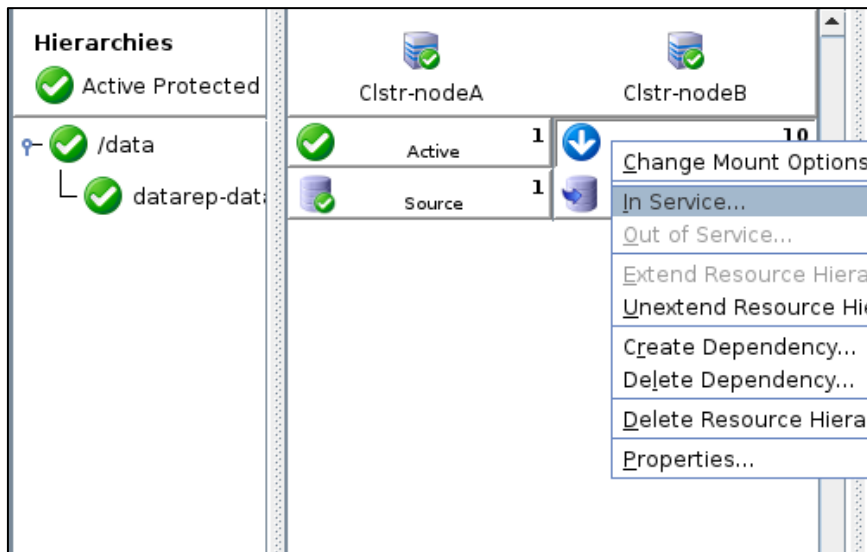 Hierarchies
Active Protected
Clstr-nodeA
Clstr-nodeB
/data
Active
1
10
datarep-data
Source
1
Change Mount Options
In Service...
Out of Service...
Extend Resource Hiera
Unextend Resource Hie
Create Dependency...
Delete Dependency...
Delete Resource Hiera
Properties...